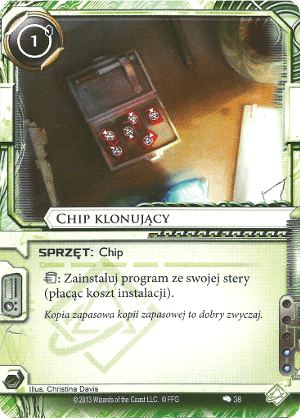 1
CHIP KLONUJĄCY
SPRZĘT: Chip
: Zainstaluj program ze swojej sterty
(płacąc koszt instalacji).
Kopia zapasowa kopii zapasowej to dobry zwyczaj.
Illus. Christina Davis
© 2013 Wizards of the Coast LLC. © FFG
38